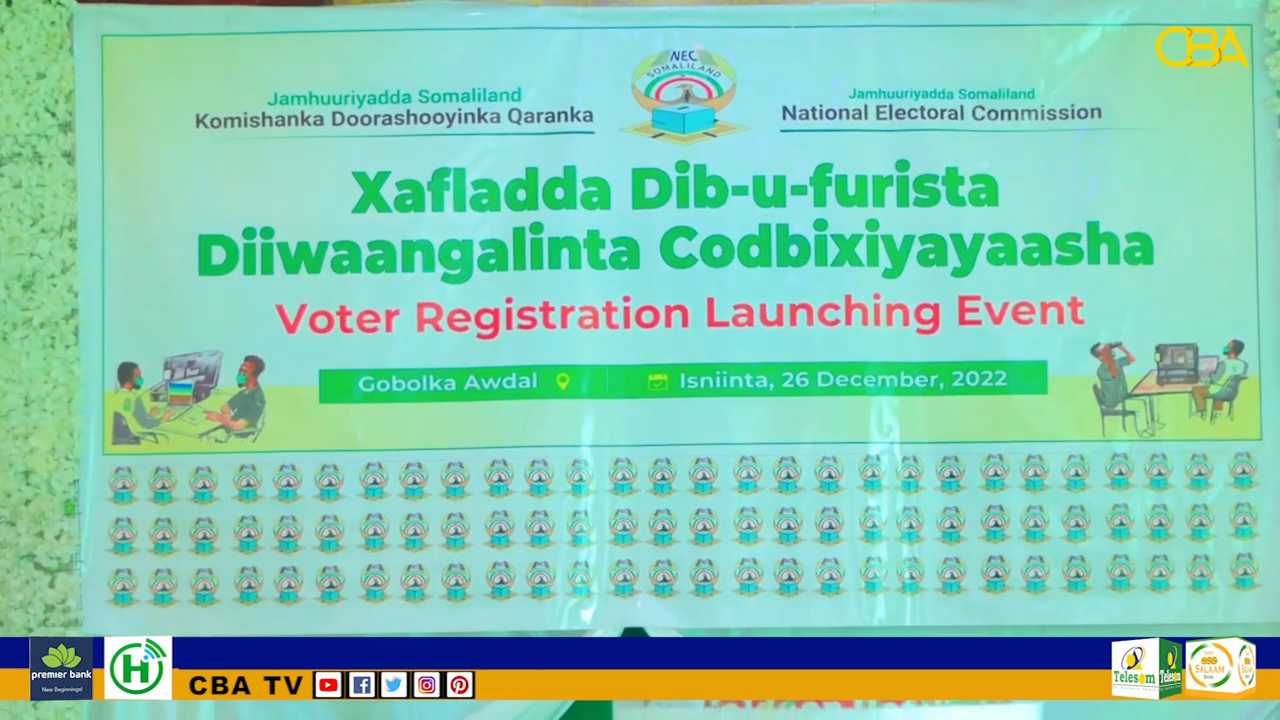 CBA
NEC
SOMALILAND
Jamhuuriyadda Somaliland
Komishanka Doorashooyinka Qaranka
Jamhuuriyadda Somaliland
National Electoral Commission
Xafladda Dib-u-furista
Diiwaangalinta Codbixiyayaasha
Voter Registration Launching Event
Gobolka Awdal
Isniinta, 26 December, 2022
premier bank
New Beginnings!
H
CBA TV
Telesom
Telesom
SALAAM